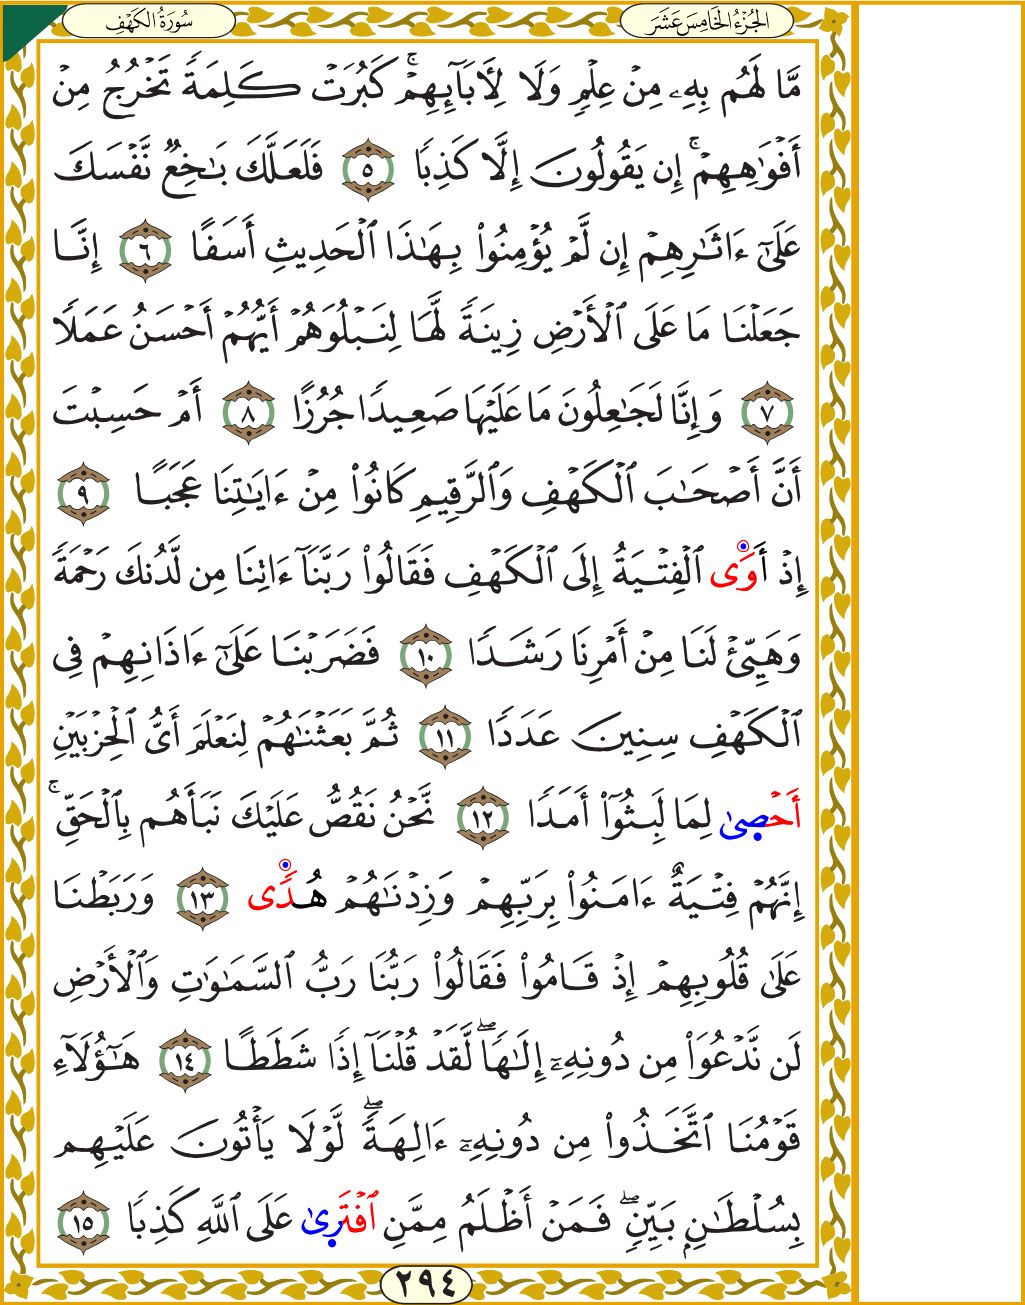 الجُزْءُ الخَامِسَ عَشَرَ
سُورَةُ الكَهْفِ
مَّا لَهُم بِهِۦ مِنْ عِلْمٍ وَلَا لِأَبَآئِهِمْۚ كَبُرَتْ كَلِمَةً تَخْرُجُ مِنْ
أَفْوَٰهِهِمْۚ إِن يَقُولُونَ إِلَّا كَذِبًا ٥ فَلَعَلَّكَ بَٰخِعٌ نَّفْسَكَ
عَلَىٰٓ ءَاثَٰرِهِمْ إِن لَّمْ يُؤْمِنُوا۟ بِهَٰذَا ٱلْحَدِيثِ أَسَفًا ٦ إِنَّا
جَعَلْنَا مَا عَلَى ٱلْأَرْضِ زِينَةً لَّهَا لِنَبْلُوَهُمْ أَيُّهُمْ أَحْسَنُ عَمَلًا
٧ وَإِنَّا لَجَٰعِلُونَ مَا عَلَيْهَا صَعِيدًا جُرُزًا ٨ أَمْ حَسِبْتَ
أَنَّ أَصْحَٰبَ ٱلْكَهْفِ وَٱلرَّقِيمِ كَانُوا۟ مِنْ ءَايَٰتِنَا عَجَبًا ٩
إِذْ أَوَى ٱلْفِتْيَةُ إِلَى ٱلْكَهْفِ فَقَالُوا۟ رَبَّنَآ ءَاتِنَا مِن لَّدُنكَ رَحْمَةً
وَهَيِّئْ لَنَا مِنْ أَمْرِنَا رَشَدًا ١٠ فَضَرَبْنَا عَلَىٰٓ ءَاذَانِهِمْ فِى
ٱلْكَهْفِ سِنِينَ عَدَدًا ١١ ثُمَّ بَعَثْنَٰهُمْ لِنَعْلَمَ أَىُّ ٱلْحِزْبَيْنِ
أَحْصَىٰ لِمَا لَبِثُوٓا۟ أَمَدًا ١٢ نَّحْنُ نَقُصُّ عَلَيْكَ نَبَأَهُم بِٱلْحَقِّۚ
إِنَّهُمْ فِتْيَةٌ ءَامَنُوا۟ بِرَبِّهِمْ وَزِدْنَٰهُمْ هُدًى ١٣ وَرَبَطْنَا
عَلَىٰ قُلُوبِهِمْ إِذْ قَامُوا۟ فَقَالُوا۟ رَبُّنَا رَبُّ ٱلسَّمَٰوَٰتِ وَٱلْأَرْضِ
لَن نَّدْعُوَا۟ مِن دُونِهِۦٓ إِلَٰهًاۖ لَّقَدْ قُلْنَآ إِذًا شَطَطًا ١٤ هَٰٓؤُلَآءِ
قَوْمُنَا ٱتَّخَذُوا۟ مِن دُونِهِۦٓ ءَالِهَةًۖ لَّوْلَا يَأْتُونَ عَلَيْهِم
بِسُلْطَٰنٍۭ بَيِّنٍۖ فَمَنْ أَظْلَمُ مِمَّنِ ٱفْتَرَىٰ عَلَى ٱللَّهِ كَذِبًا ١٥
٢٩٤